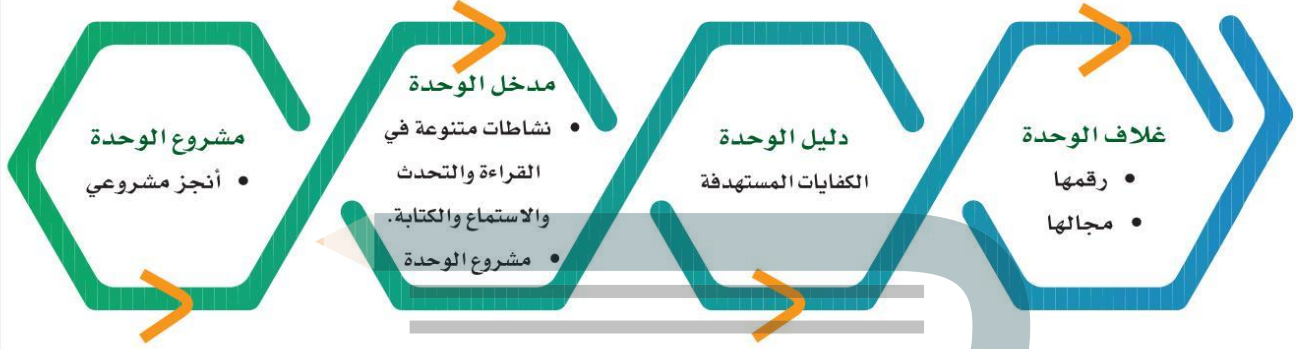 غلاف الوحدة
• رقمها
• مجالها
دليل الوحدة
الكفايات المستهدفة
مدخل الوحدة
• نشاطات متنوعة في
القراءة والتحدث
والاستماع والكتابة.
• مشروع الوحدة
مشروع الوحدة
• أنجز مشروعي